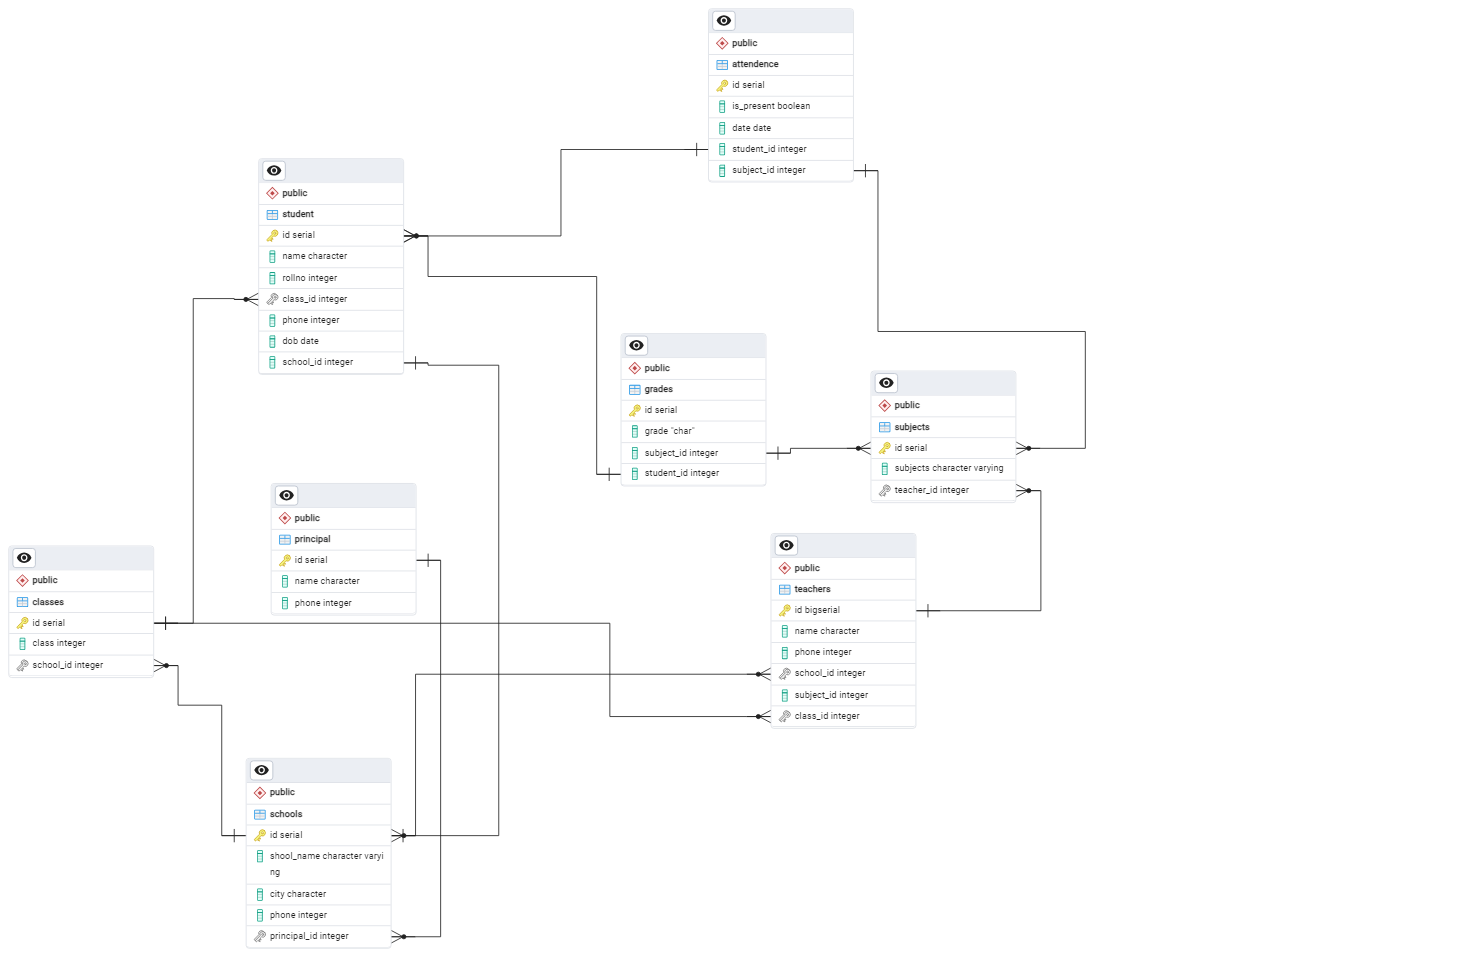 public
attendence
id serial
is_present boolean
date date
student_id integer
subject_id integer
public
student
id serial
name character
rollno integer
class_id integer
phone integer
dob date
school_id integer
public
grades
id serial
grade "char"
subject_id integer
student_id integer
public
subjects
id serial
subjects character varying
teacher_id integer
public
principal
id serial
name character
phone integer
public
classes
id serial
class integer
school_id integer
public
teachers
id bigserial
name character
phone integer
school_id integer
subject_id integer
class_id integer
public
schools
id serial
shool_name character varyi
ng
city character
phone integer
principal_id integer